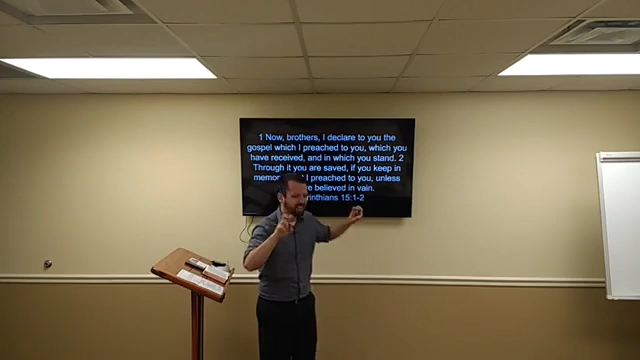 1 Now, brothers, I declare to you the
gospel which I preached to you, which you
have received, and in which you stand. 2
Through it you are saved, if you keep in
I preached to you, unless
believed in vain.
15:1-2